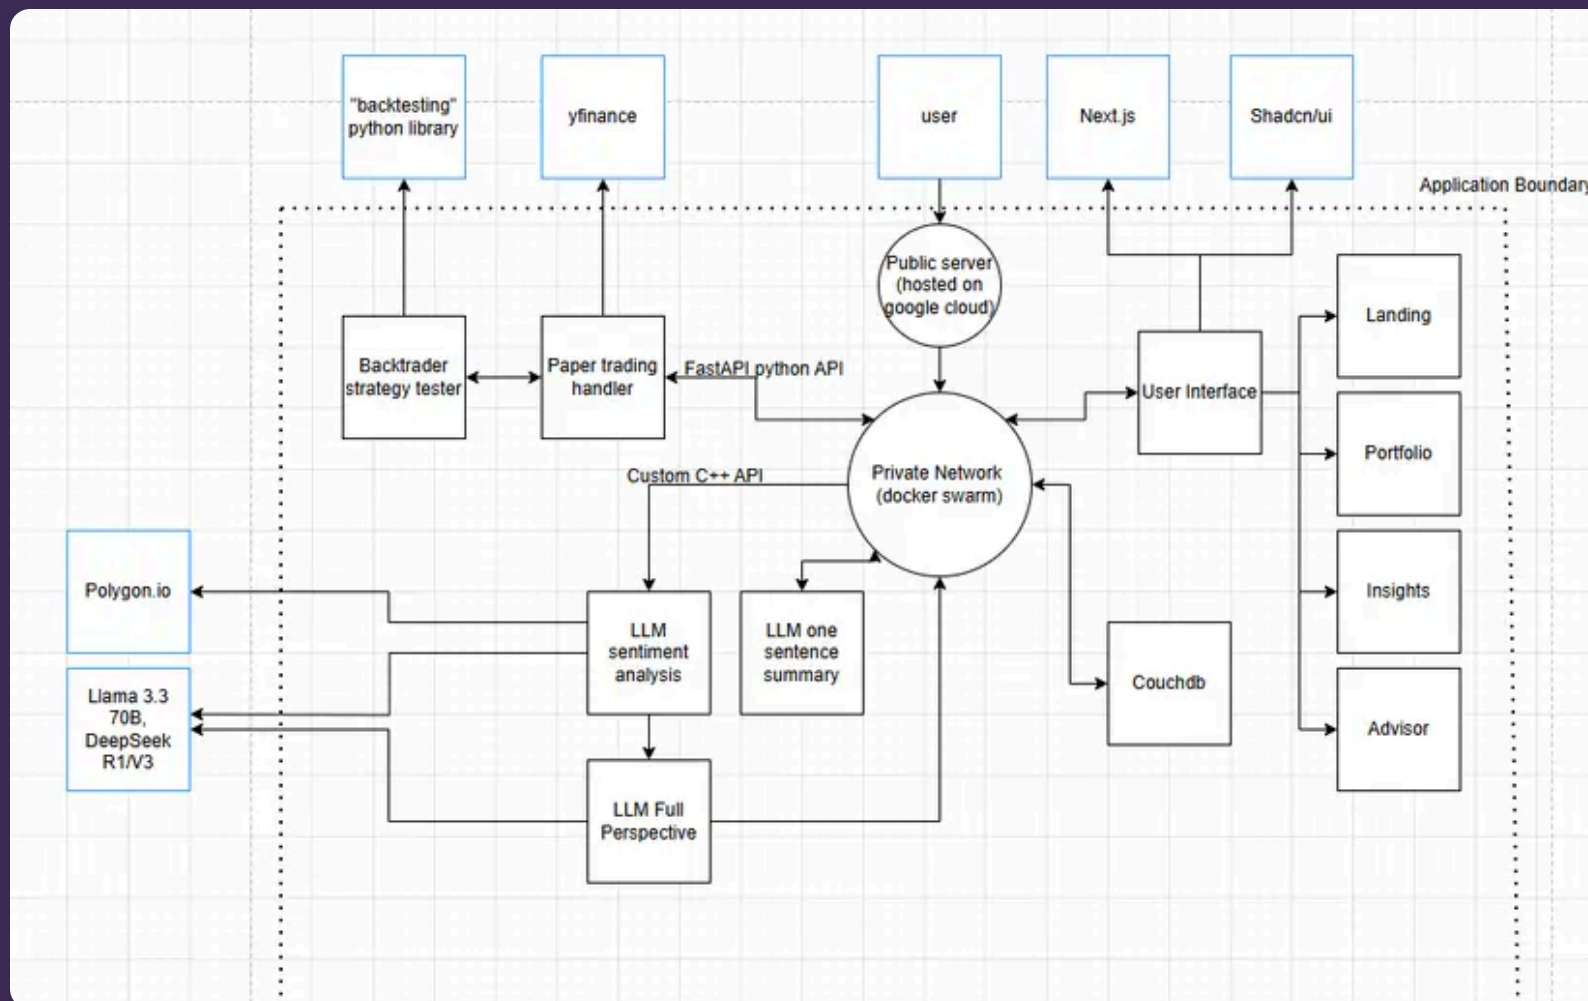 "backtesting"
python library
yfinance
user
Next.js
Shadcn/ui
Application Boundary
Public server
(hosted on
google cloud)
Backtrader
strategy tester
Paper trading
handler
FastAPI python API
User Interface
Landing
Portfolio
Custom C++ API
Private Network
(docker swarm)
Polygon.io
LLM
sentiment
analysis
LLM one
sentence
summary
Insights
Llama 3.3
70B,
DeepSeek
R1/V3
Couchdb
Advisor
LLM Full
Perspective